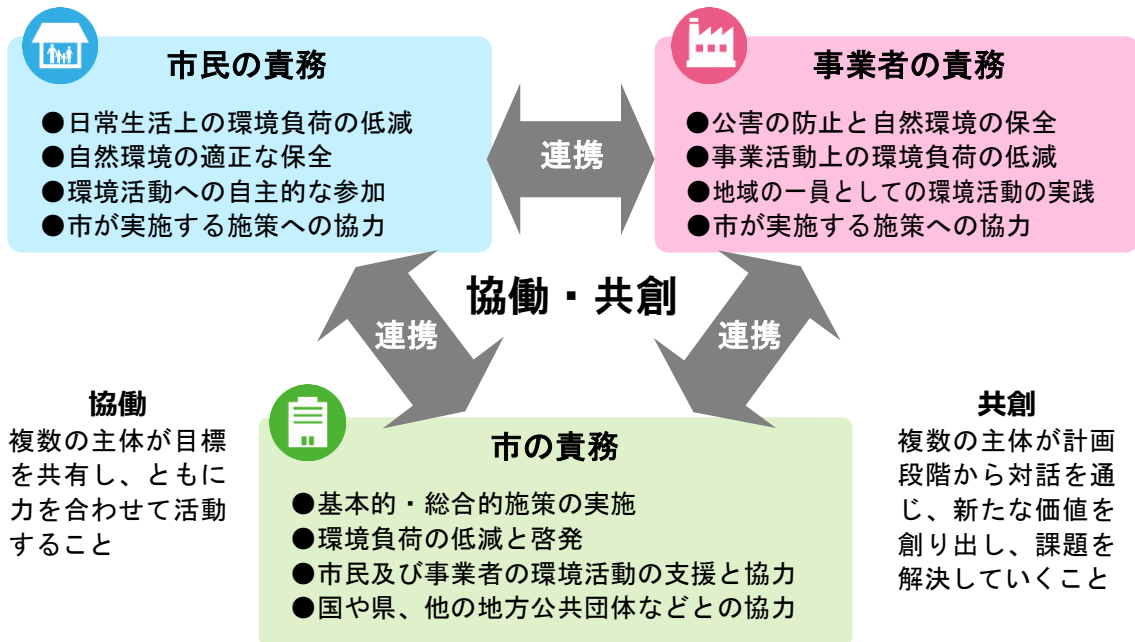 市民の責務
●日常生活上の環境負荷の低減
●自然環境の適正な保全
●環境活動への自主的な参加
●市が実施する施策への協力
連携
事業者の責務
●公害の防止と自然環境の保全
●事業活動上の環境負荷の低減
●地域の一員としての環境活動の実践
●市が実施する施策への協力
協働・共創
連携
連携
協働
複数の主体が目標
を共有し、ともに
力を合わせて活動
すること
市の責務
●基本的・総合的施策の実施
●環境負荷の低減と啓発
●市民及び事業者の環境活動の支援と協力
●国や県、他の地方公共団体などとの協力
共創
複数の主体が計画
段階から対話を通
じ、新たな価値を
創り出し、課題を
解決していくこと